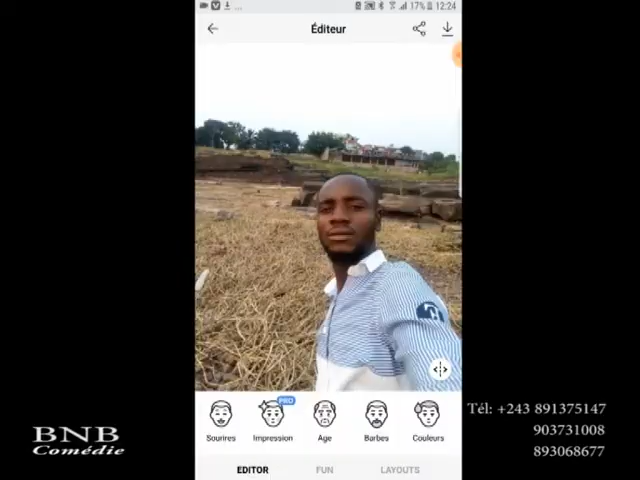 17% 12:24
Éditeur
PRO
Sourires Impression Age Barbes Couleurs
EDITOR FUN LAYOUTS
BNB
Comédie
Tél: +243 891375147
903731008
893068677